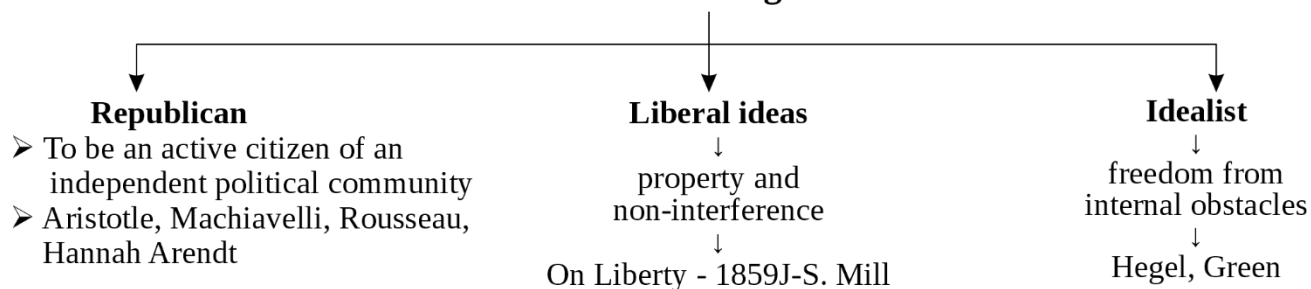 Republican
➢ To be an active citizen of an
independent political community
➢ Aristotle, Machiavelli, Rousseau,
Hannah Arendt
Liberal ideas
↓
property and
non-interference
↓
On Liberty - 1859J-S. Mill
Idealist
↓
freedom from
internal obstacles
↓
Hegel, Green